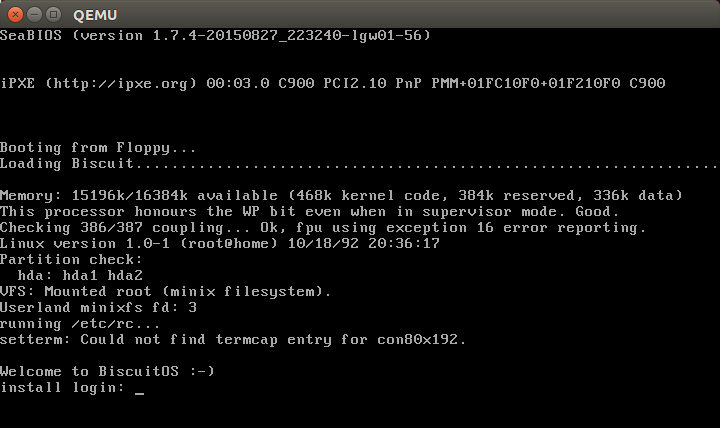 QEMU
SeaBIOS (version 1.7.4-20150827_223240-lgw01-56)
iPXE (http://ipxe.org) 00:03.0 C900 PCI2.10 PnP PMM+01FC10F0+01F210F0 C900
Booting from Floppy...
Loading Biscuit................................................................
Memory: 15196k/16384k available (468k kernel code, 384k reserved, 336k data)
This processor honours the WP bit even when in supervisor mode. Good.
Checking 386/387 coupling... Ok, fpu using exception 16 error reporting.
Linux version 1.0-1 (root@home) 10/18/92 20:36:17
Partition check:
  hda: hda1 hda2
VFS: Mounted root (minix filesystem).
Userland minixfs fd: 3
running /etc/rc...
setterm: Could not find termcap entry for con80x192.
Welcome to BiscuitOS :-)
install login: _